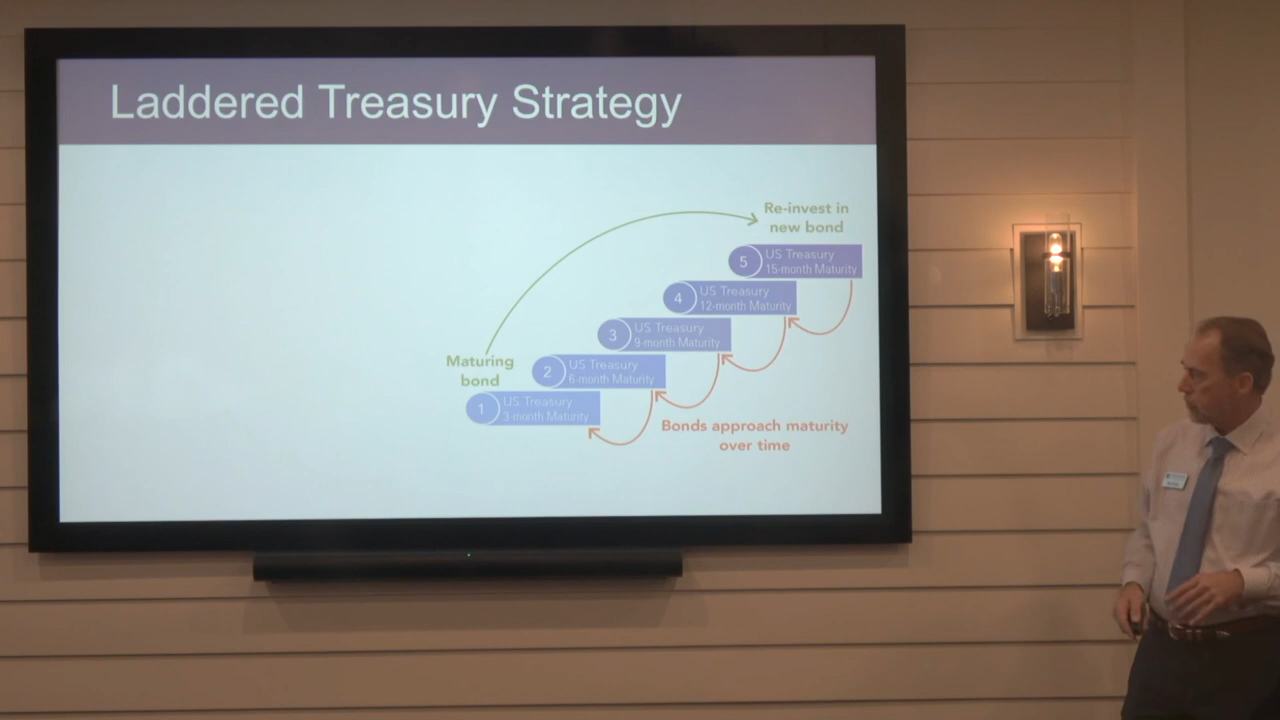 Laddered Treasury Strategy
Re-invest in
new bond
5
US Treasury
15-month Maturity
4
US Treasury
12-month Maturity
3
US Treasury
9-month Maturity
Maturing
bond
2
US Treasury
6-month Maturity
1
US Treasury
3-month Maturity
Bonds approach maturity
over time